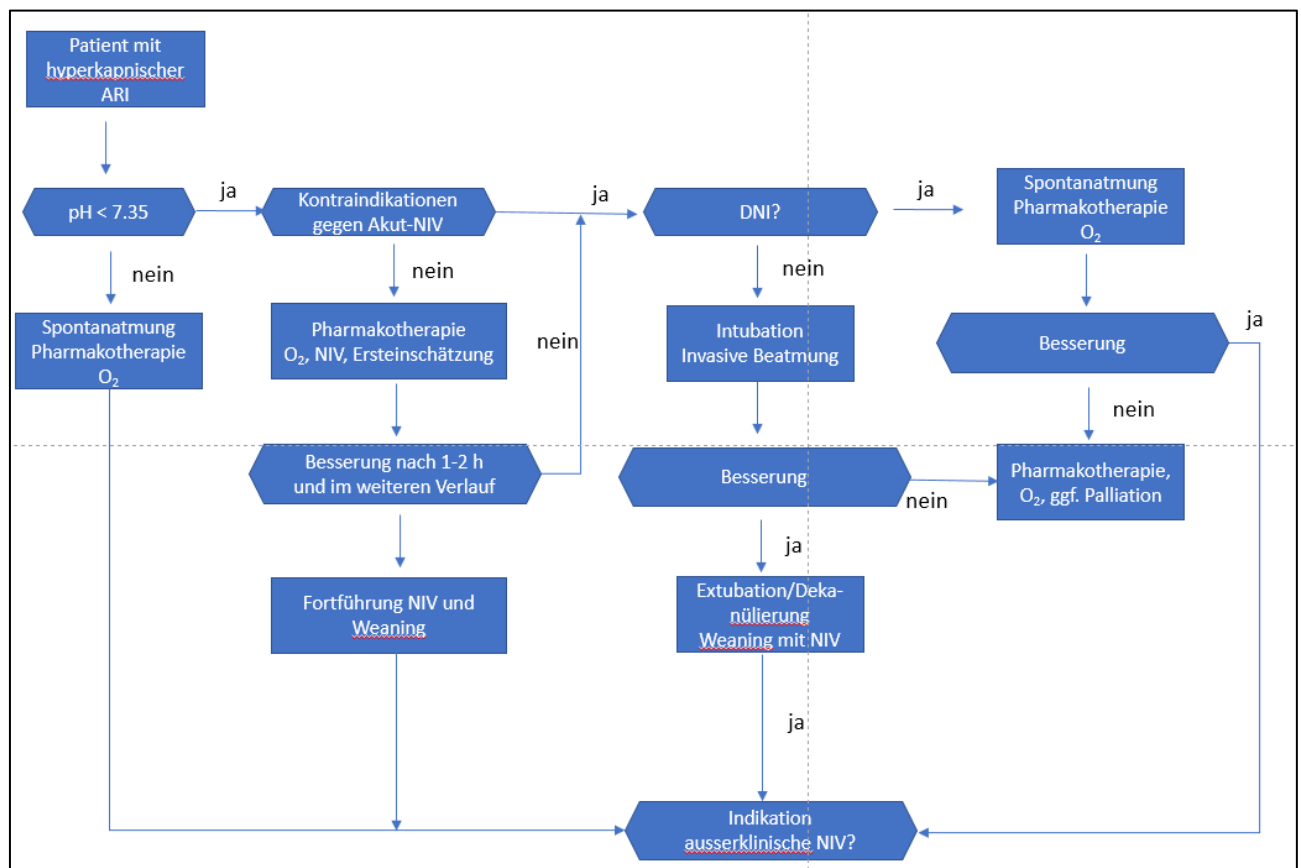 Patient mit
hyperkapnischer
ARI
pH < 7.35
ja
Kontraindikationen
gegen Akut-NIV
ja
DNI?
ja
Spontanatmung
Pharmakotherapie
O₂
nein
nein
nein
Spontanatmung
Pharmakotherapie
O₂
Pharmakotherapie
O₂, NIV, Ersteinschätzung
nein
Intubation
Invasive Beatmung
Besserung
ja
nein
Besserung nach 1-2 h
und im weiteren Verlauf
Besserung
nein
Pharmakotherapie,
O₂, ggf. Palliation
ja
Fortführung NIV und
Weaning
Extubation/Deka-
nülierung
Weaning mit NIV
ja
Indikation
ausserklinische NIV?